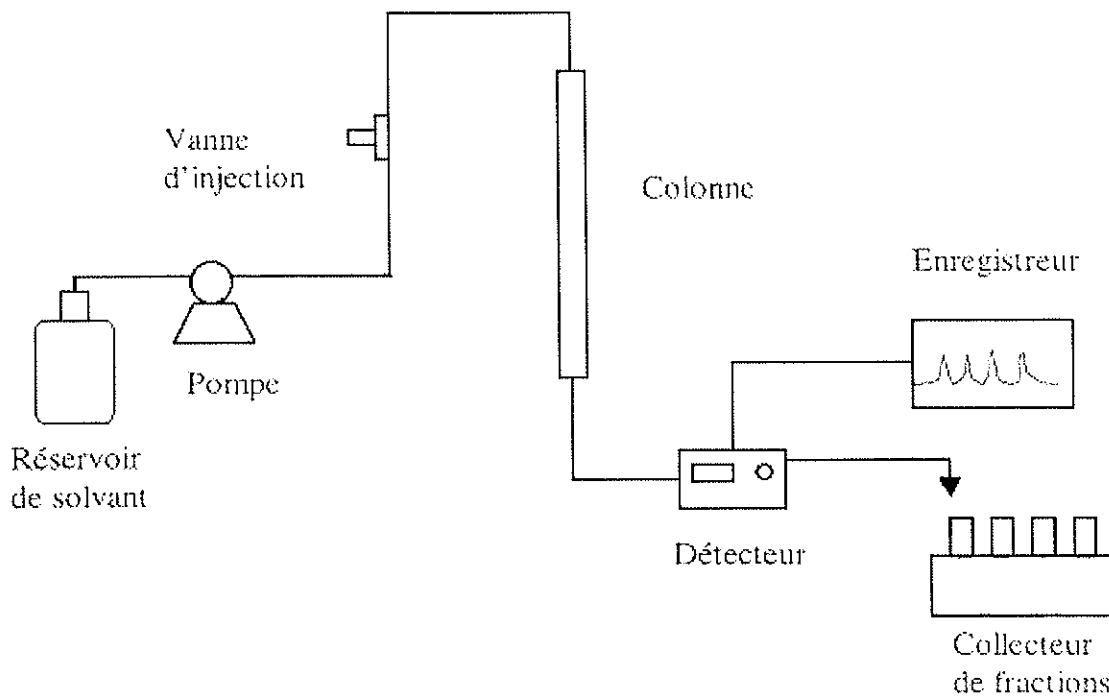 Vanne
d'injection
Colonne
Enregistreur
Pompe
Réservoir
de solvant
Détecteur
Collecteur
de fractions